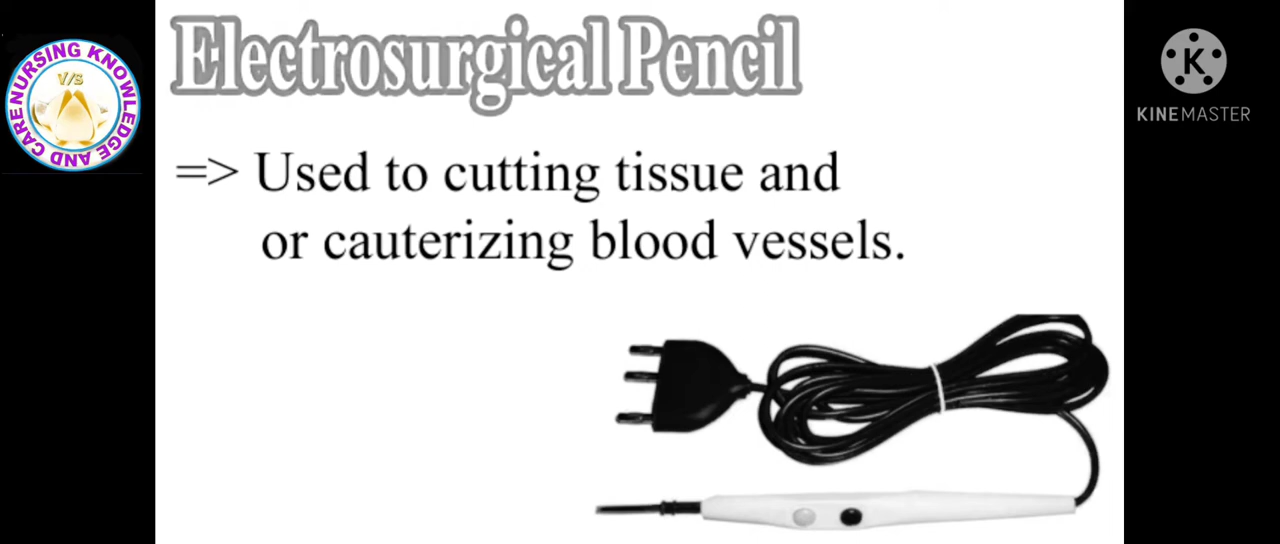 Electrosurgical Pencil
NURSING KNOWLEDGE AND CARE
V/S
K
KINEMASTER
=> Used to cutting tissue and
or cauterizing blood vessels.